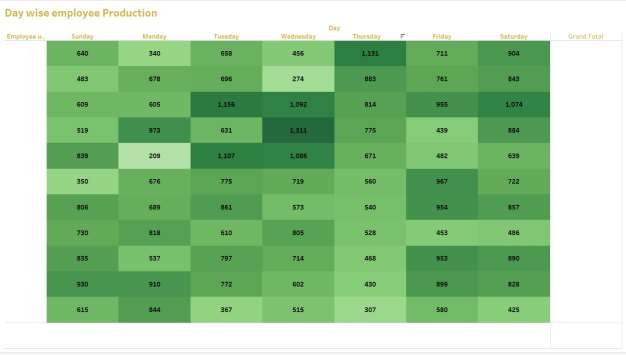 Day wise employee Production
Day
Employee u.. Sunday Monday Tuesday Wednesday Thursday Friday Saturday Grand Total
640 340 658 456 1,131 711 904
483 678 696 274 883 761 843
609 605 1,156 1,092 814 955 1,074
519 973 631 1,311 775 439 884
839 209 1,107 1,086 671 482 639
350 676 775 719 560 967 722
806 689 861 573 540 954 857
730 818 610 805 528 453 486
835 537 797 714 468 953 890
930 910 772 602 430 899 828
615 844 367 515 307 580 425